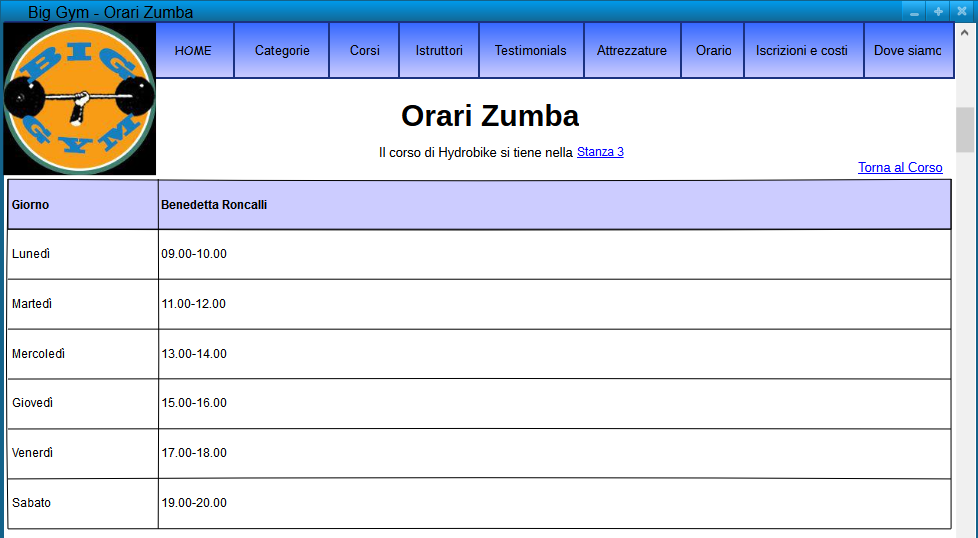 Big Gym - Orari Zumba
BIG
GYM
HOME Categorie Corsi Istruttori Testimonials Attrezzature Orario Iscrizioni e costi Dove siamo
Orari Zumba
Il corso di Hydrobike si tiene nella Stanza 3
Torna al Corso
Giorno Benedetta Roncalli
Lunedì 09.00-10.00
Martedì 11.00-12.00
Mercoledì 13.00-14.00
Giovedì 15.00-16.00
Venerdì 17.00-18.00
Sabato 19.00-20.00